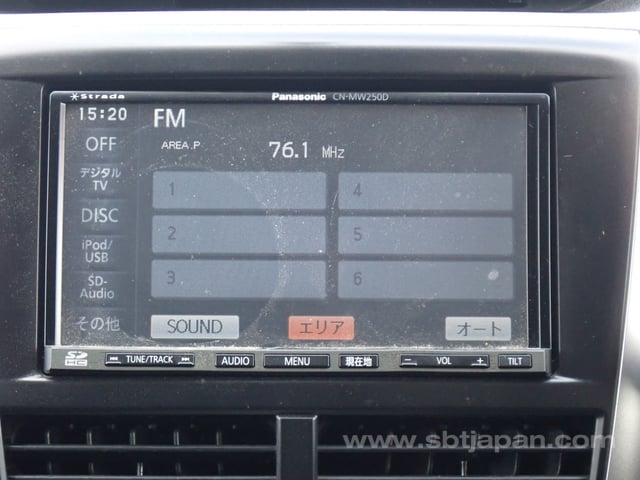 Strada Panasonic CN-MW250D
15:20 FM
OFF AREA.P 76.1 MHz
デジタル
TV
1 4
DISC 2 5
iPod/
USB
3 6
SD-
Audio
その他 SOUND エリア オート
SD HC TUNE/TRACK AUDIO MENU 現在地 - VOL + TILT
www.sbtjapan.com